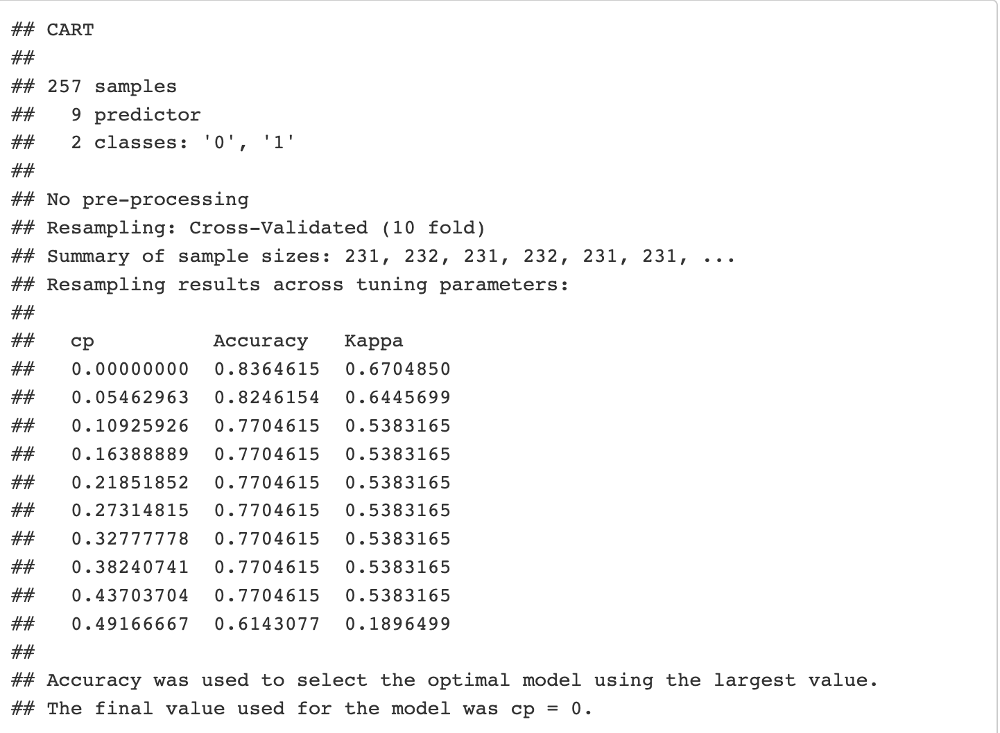 ## CART
##
## 257 samples
##   9 predictor
##   2 classes: '0', '1'
##
## No pre-processing
## Resampling: Cross-Validated (10 fold)
## Summary of sample sizes: 231, 232, 231, 232, 231, 231, ...
## Resampling results across tuning parameters:
##
##   cp          Accuracy   Kappa
##   0.00000000  0.8364615  0.6704850
##   0.05462963  0.8246154  0.6445699
##   0.10925926  0.7704615  0.5383165
##   0.16388889  0.7704615  0.5383165
##   0.21851852  0.7704615  0.5383165
##   0.27314815  0.7704615  0.5383165
##   0.32777778  0.7704615  0.5383165
##   0.38240741  0.7704615  0.5383165
##   0.43703704  0.7704615  0.5383165
##   0.49166667  0.6143077  0.1896499
##
## Accuracy was used to select the optimal model using the largest value.
## The final value used for the model was cp = 0.